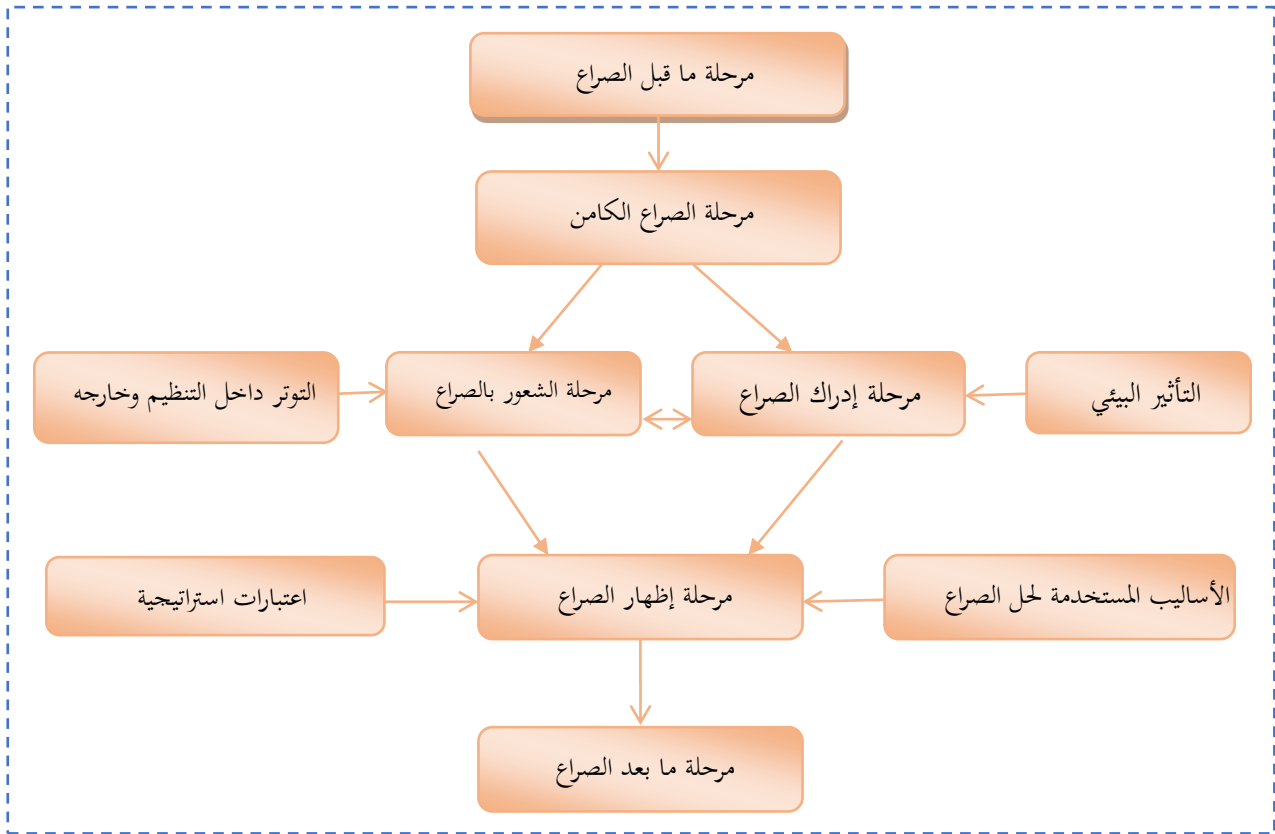 مرحلة ما قبل الصراع
مرحلة الصراع الكامن
التأثير البيئي
مرحلة إدراك الصراع
مرحلة الشعور بالصراع
التوتر داخل التنظيم وخارجه
الأساليب المستخدمة لحل الصراع
مرحلة إظهار الصراع
اعتبارات استراتيجية
مرحلة ما بعد الصراع